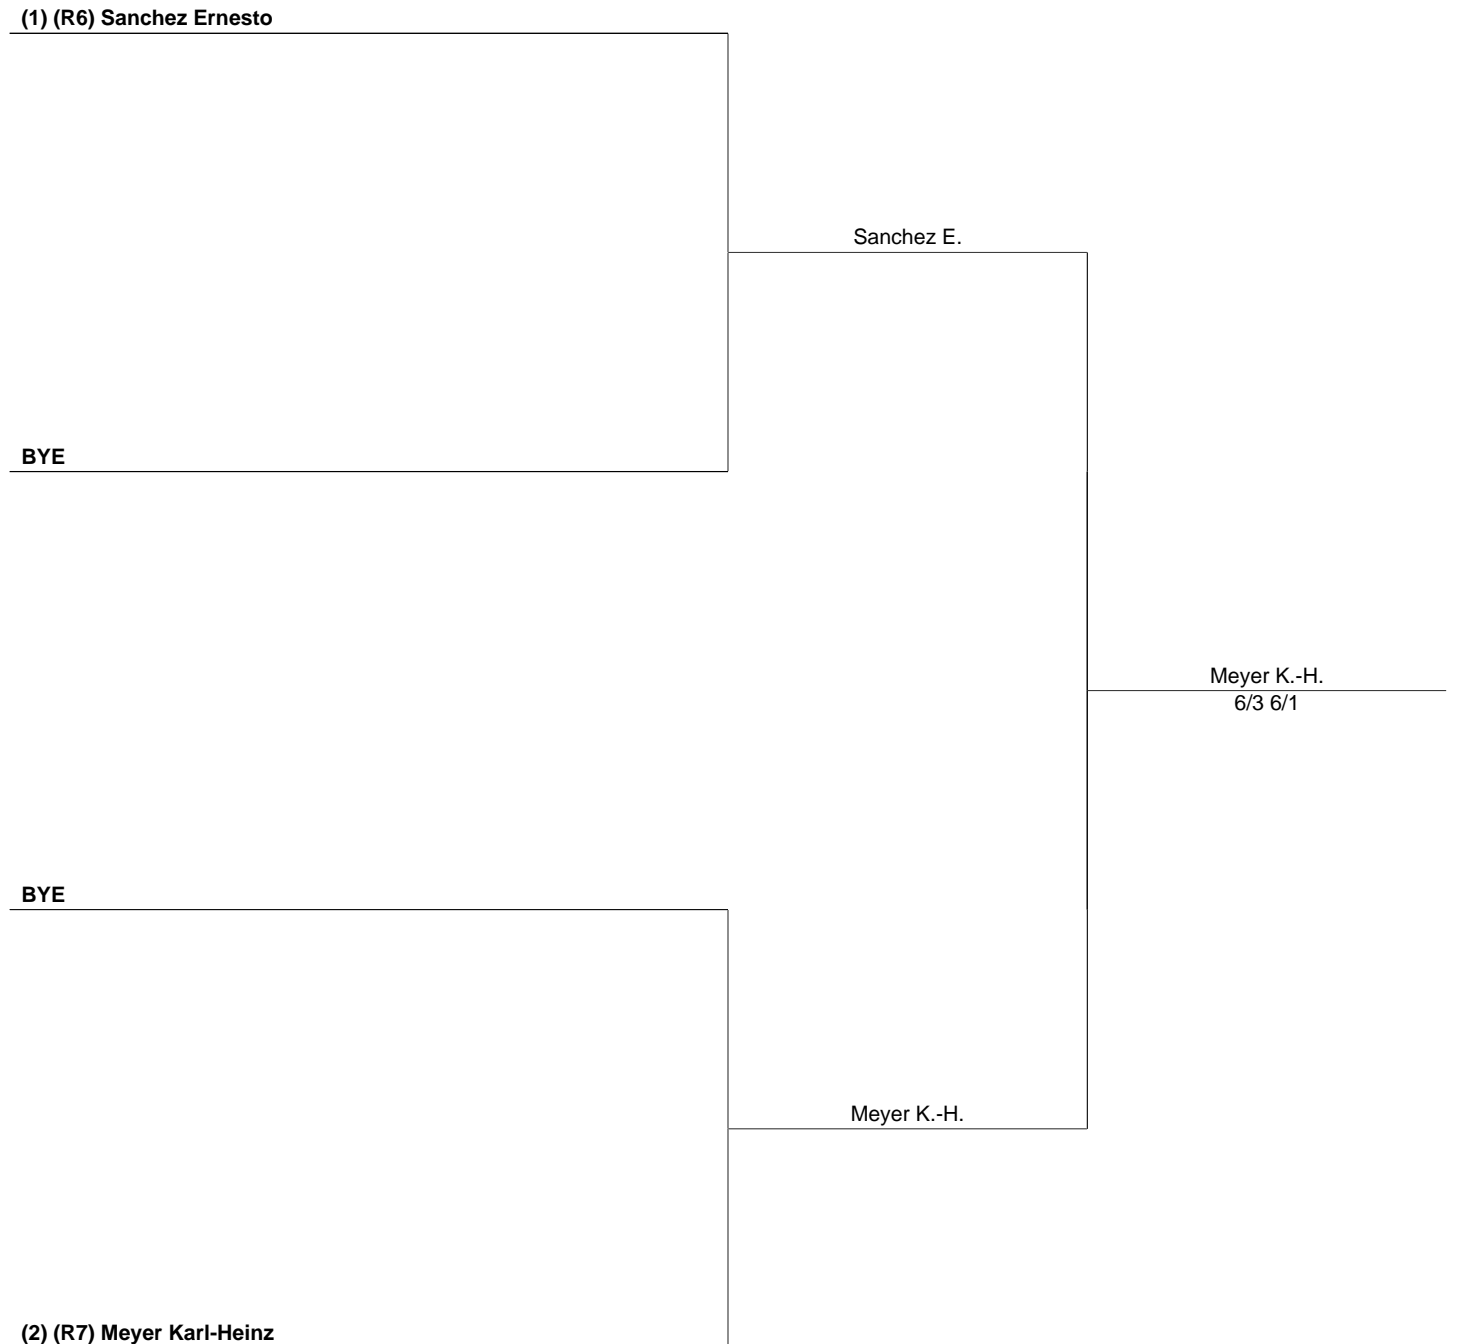 (1) (R6) Sanchez Ernesto
Sanchez E.
BYE
Meyer K.-H.
6/3 6/1
BYE
Meyer K.-H.
(2) (R7) Meyer Karl-Heinz